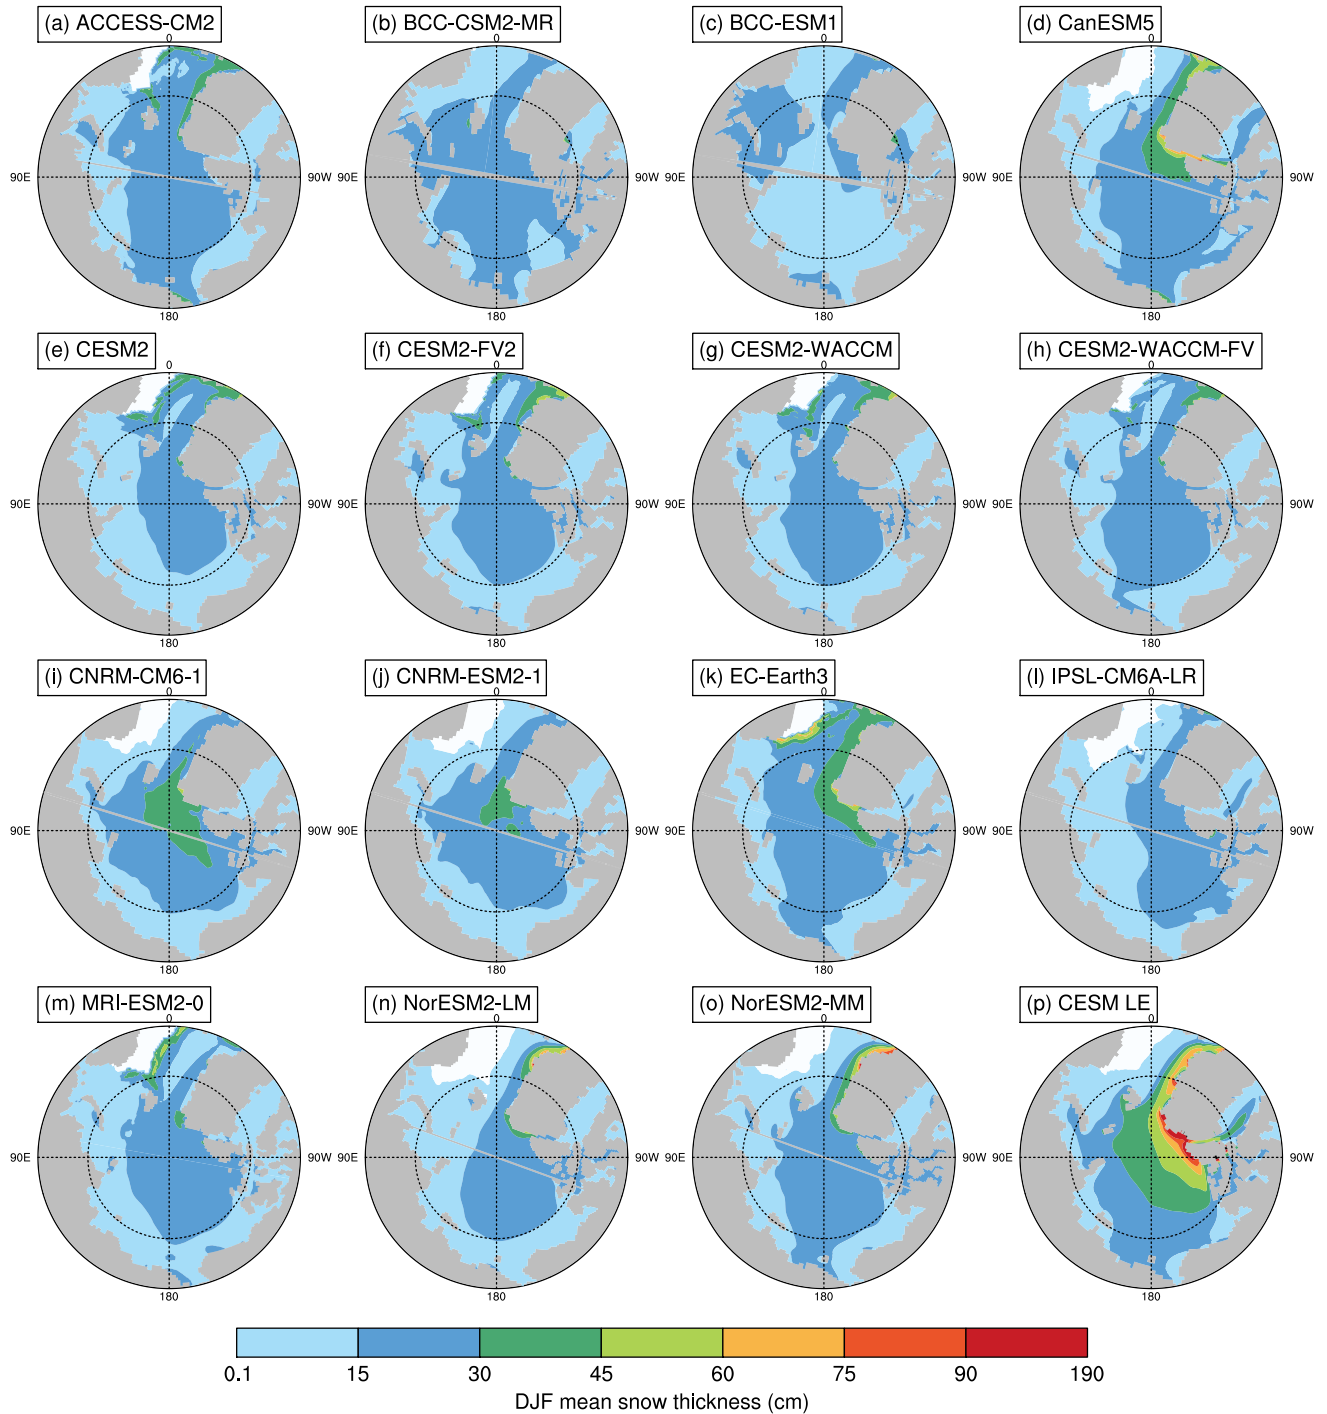 (a) ACCESS-CM2
(b) BCC-CSM2-MR
(c) BCC-ESM1
(d) CanESM5
0
0
0
0
90E
90W
90E
90W
90E
90W
90E
90W
180
180
180
180
(e) CESM2
(f) CESM2-FV2
(g) CESM2-WACCM
(h) CESM2-WACCM-FV
0
0
0
0
90E
90W
90E
90W
90E
90W
90E
90W
180
180
180
180
(i) CNRM-CM6-1
(j) CNRM-ESM2-1
(k) EC-Earth3
(l) IPSL-CM6A-LR
0
0
0
0
90E
90W
90E
90W
90E
90W
90E
90W
180
180
180
180
(m) MRI-ESM2-0
(n) NorESM2-LM
(o) NorESM2-MM
(p) CESM LE
0
0
0
0
90E
90W
90E
90W
90E
90W
90E
90W
180
180
180
180
0.1 15 30 45 60 75 90 190
DJF mean snow thickness (cm)